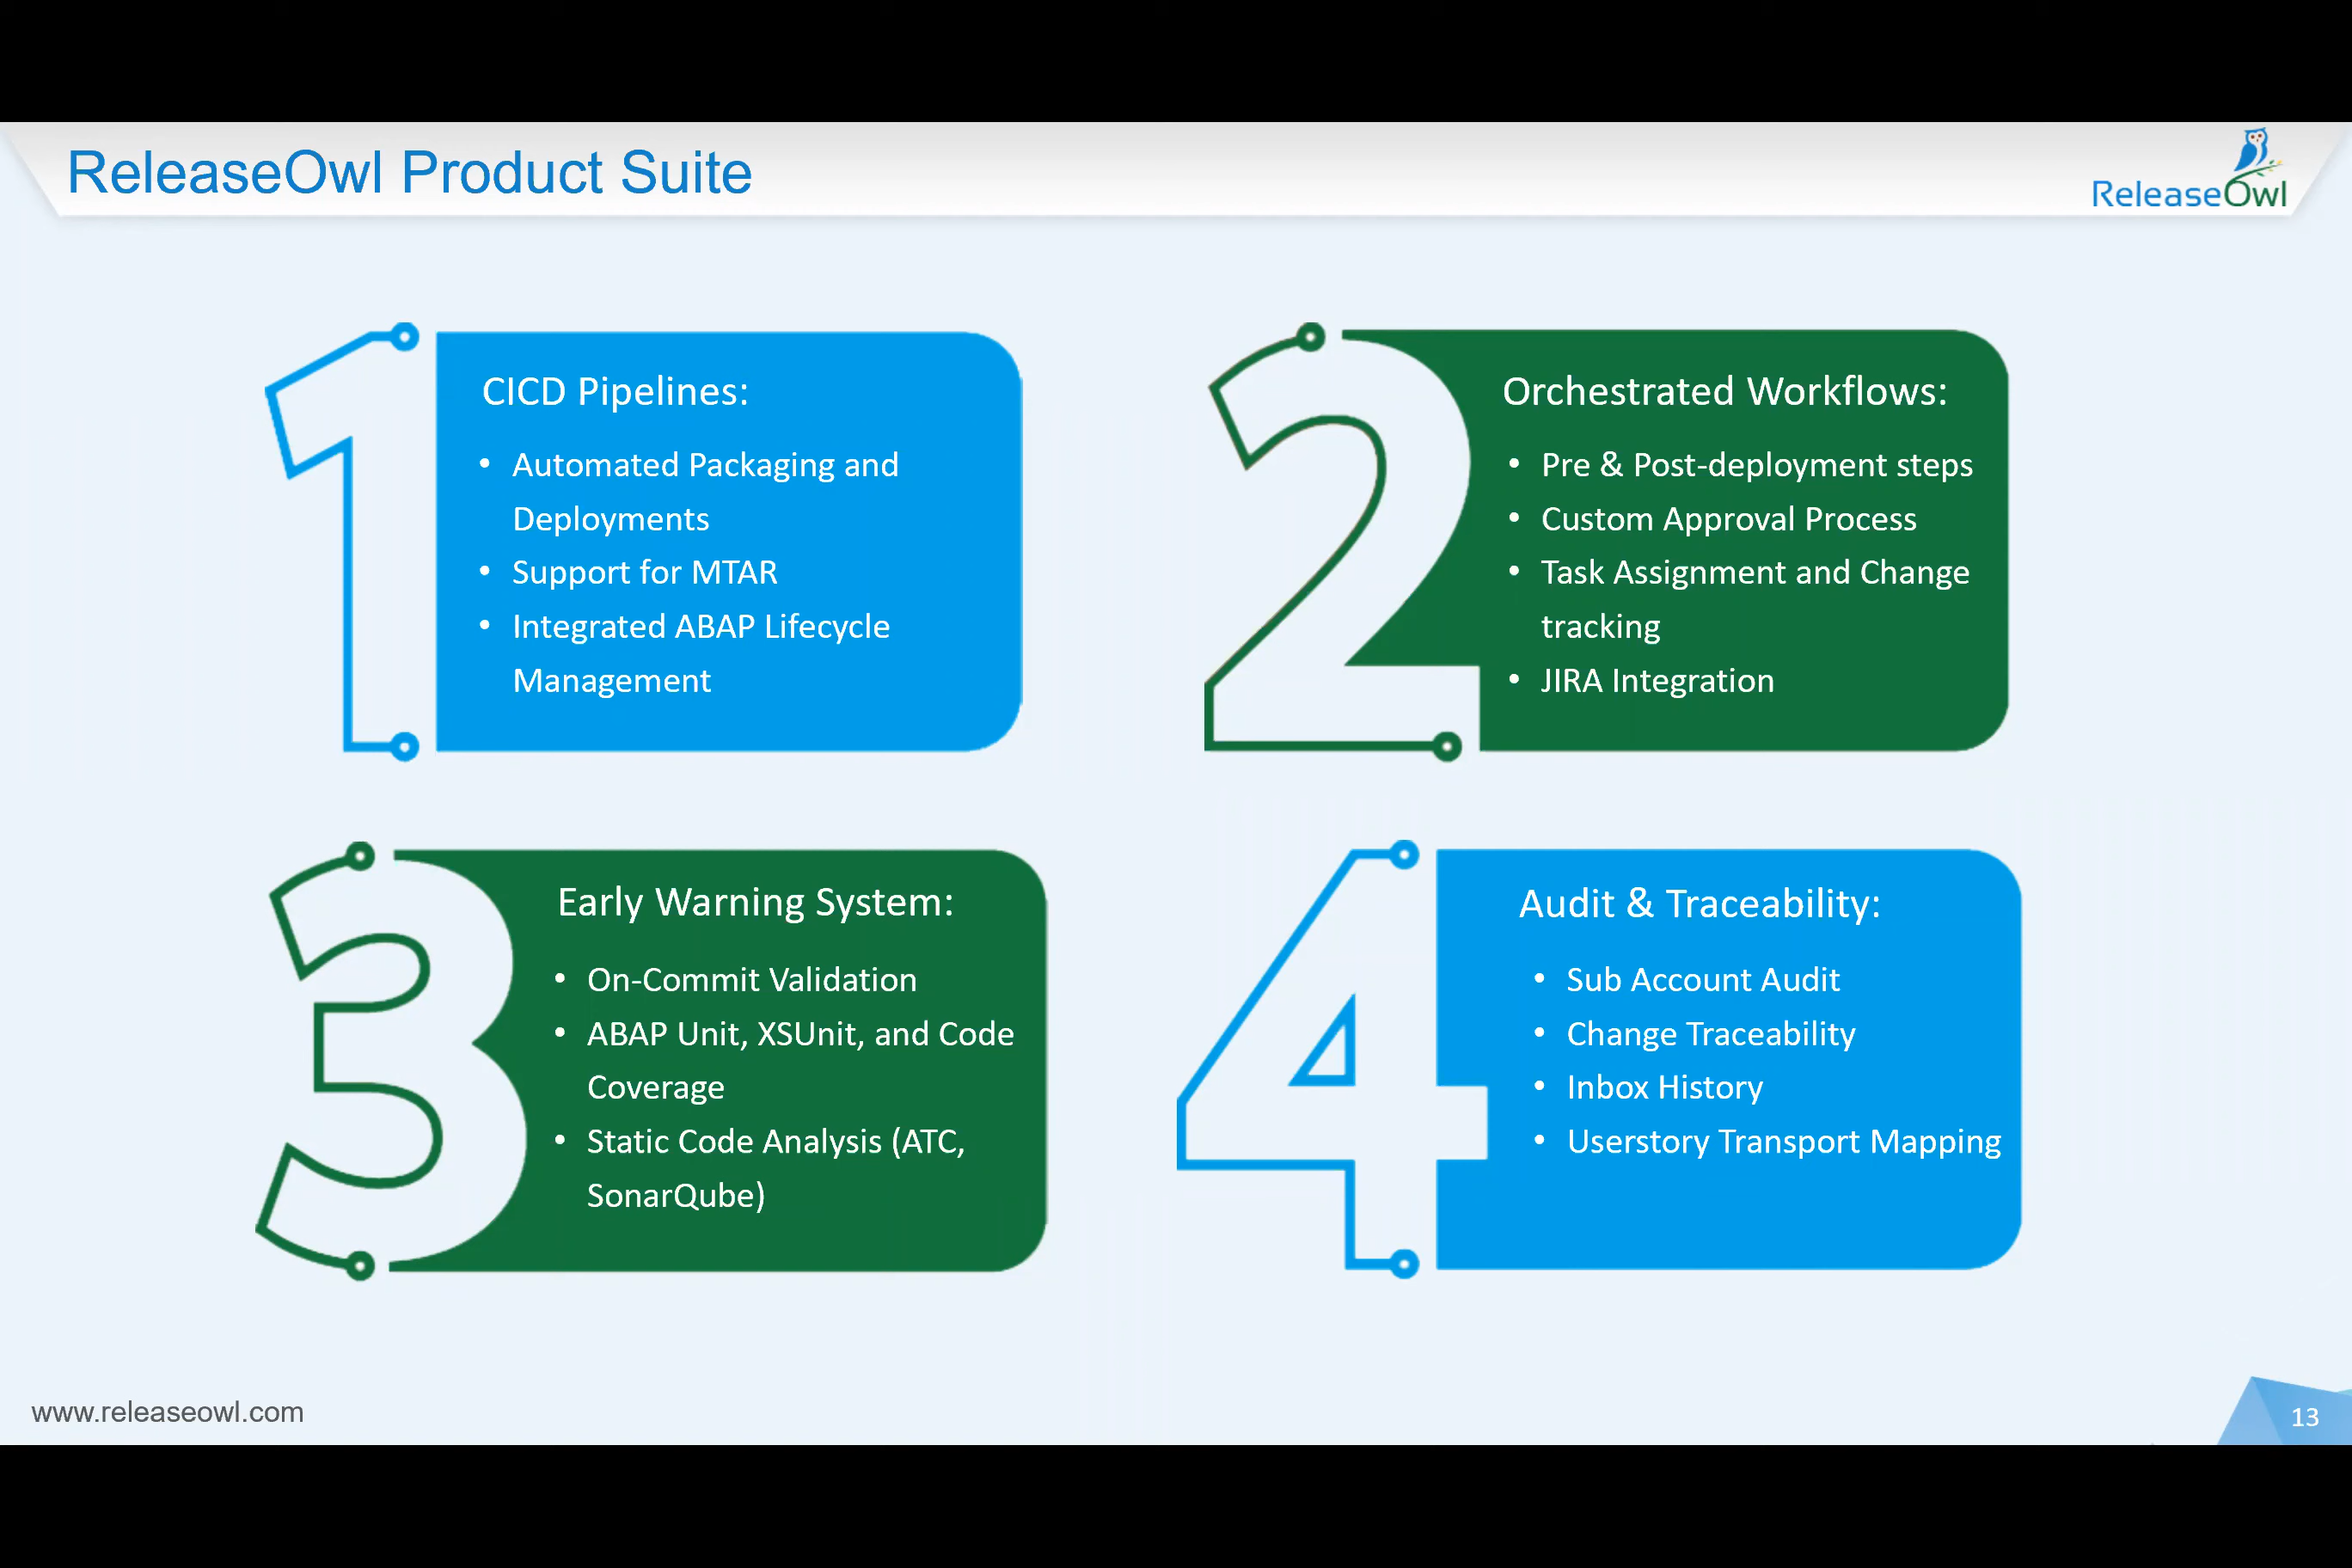 ReleaseOwl Product Suite
ReleaseOwl
1
CICD Pipelines:
• Automated Packaging and
Deployments
• Support for MTAR
• Integrated ABAP Lifecycle
Management
2
Orchestrated Workflows:
• Pre & Post-deployment steps
• Custom Approval Process
• Task Assignment and Change
tracking
• JIRA Integration
3
Early Warning System:
• On-Commit Validation
• ABAP Unit, XSUnit, and Code
Coverage
• Static Code Analysis (ATC,
SonarQube)
4
Audit & Traceability:
• Sub Account Audit
• Change Traceability
• Inbox History
• Userstory Transport Mapping
www.releaseowl.com
13